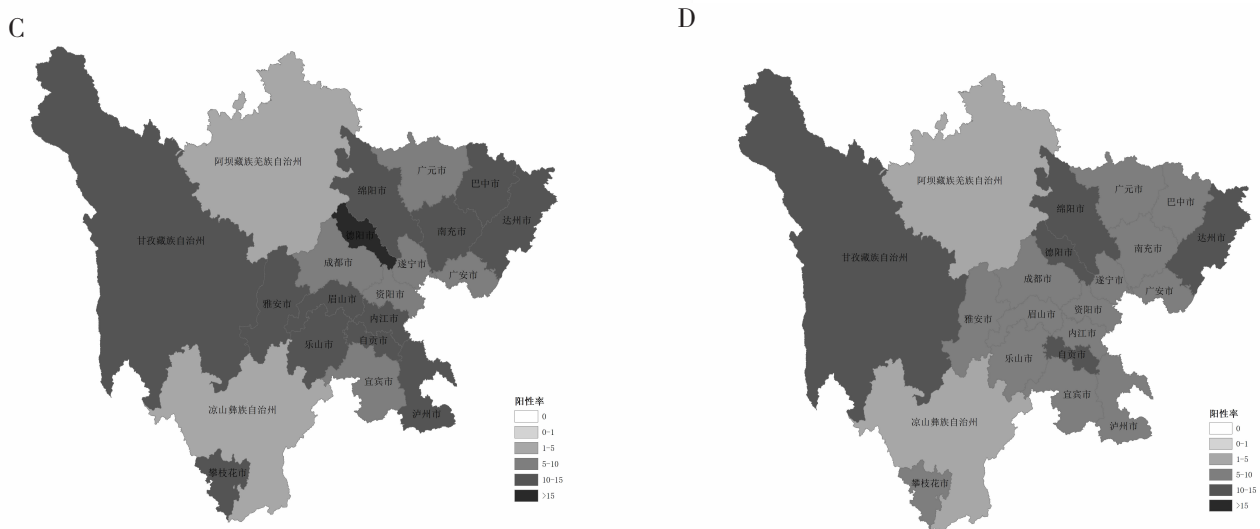 C
阿坝藏族羌族自治州
广元市
巴中市
绵阳市
达州市
南充市
德阳市
甘孜藏族自治州
成都市
遂宁市
广安市
资阳市
雅安市
眉山市
内江市
乐山市
自贡市
宜宾市
凉山彝族自治州
泸州市
攀枝花市
阳性率
0
0-1
1-5
5-10
10-15
>15
D
阿坝藏族羌族自治州
广元市
巴中市
绵阳市
达州市
南充市
德阳市
甘孜藏族自治州
成都市
遂宁市
广安市
资阳市
雅安市
眉山市
内江市
乐山市
自贡市
宜宾市
凉山彝族自治州
泸州市
攀枝花市
阳性率
0
0-1
1-5
5-10
10-15
>15